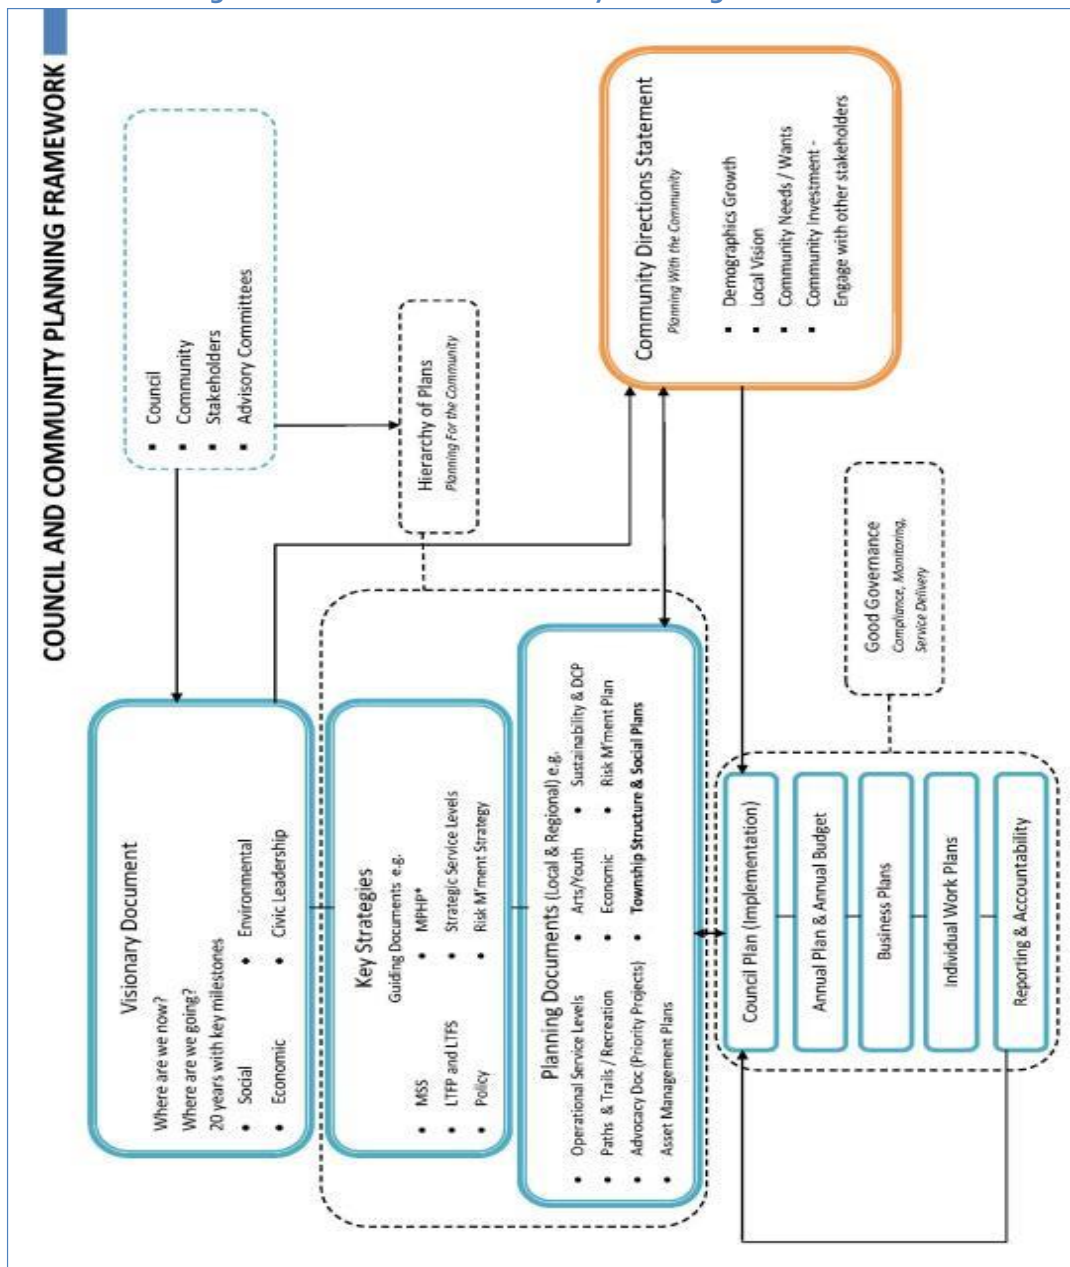 COUNCIL AND COMMUNITY PLANNING FRAMEWORK
Visionary Document
Where are we now?
Where are we going?
20 years with key milestones
• Social • Environmental
• Economic • Civic Leadership
▪ Council
▪ Community
▪ Stakeholders
▪ Advisory Committees
Key Strategies
Guiding Documents e.g.
• MSS • MPHP*
• LTFP and LTFS • Strategic Service Levels
• Policy • Risk M'ment Strategy
Hierarchy of Plans
Planning For the Community
Planning Documents (Local & Regional) e.g.
• Operational Service Levels • Arts/Youth • Sustainability & DCP
• Paths & Trails / Recreation • Economic • Risk M'ment Plan
• Advocacy Doc (Priority Projects) • Township Structure & Social Plans
• Asset Management Plans
Community Directions Statement
Planning With the Community
▪ Demographics Growth
▪ Local Vision
▪ Community Needs / Wants
▪ Community Investment -
Engage with other stakeholders
Council Plan (Implementation)
Annual Plan & Annual Budget
Business Plans
Individual Work Plans
Reporting & Accountability
Good Governance
Compliance, Monitoring,
Service Delivery